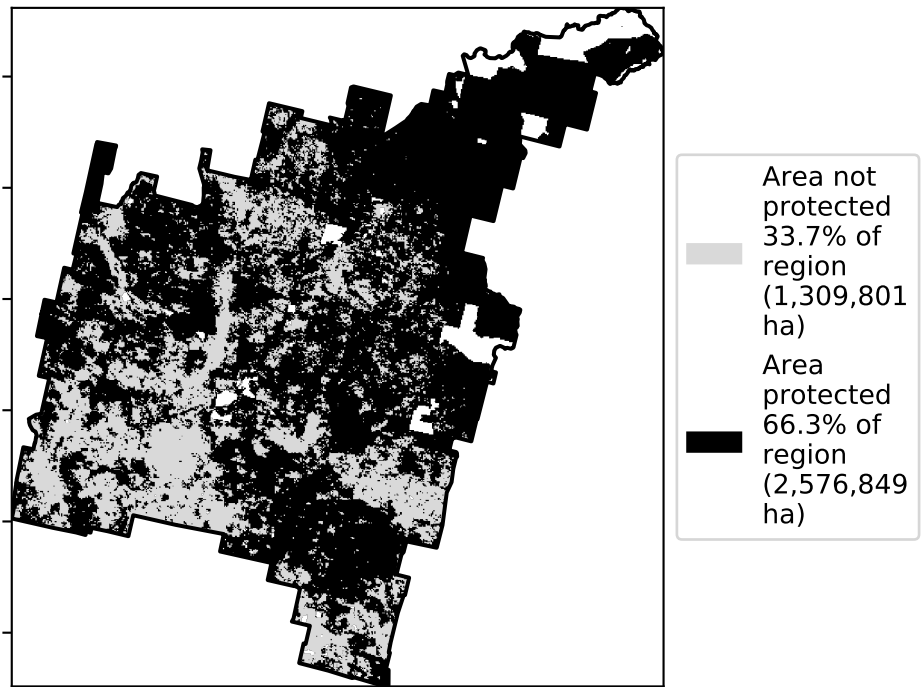 Area not
protected
33.7% of
region
(1,309,801
ha)
Area
protected
66.3% of
region
(2,576,849
ha)